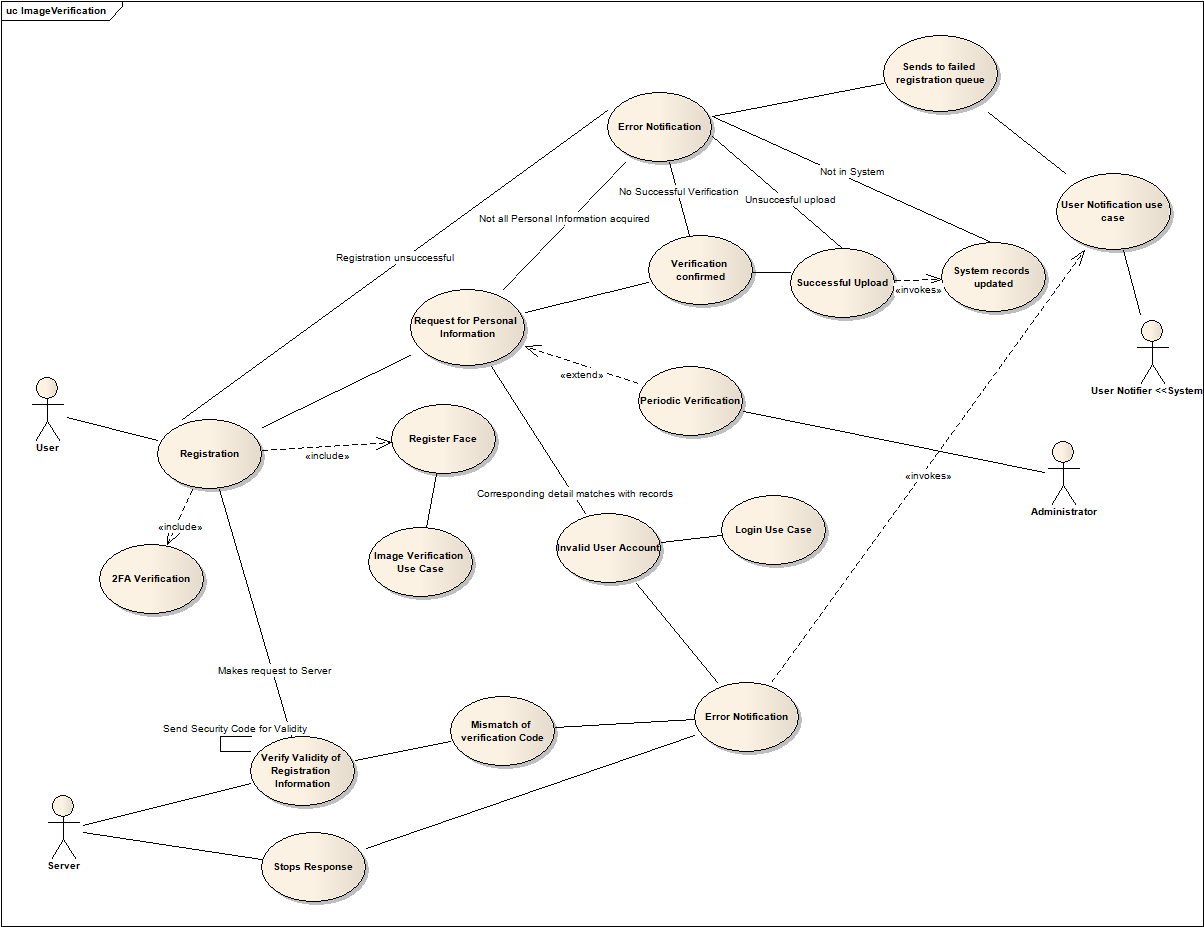 uc ImageVerification
Sends to failed
registration queue
Error Notification
Not in System
No Successful Verification
Unsuccesful upload
User Notification use
case
Not all Personal Information acquired
Registration unsuccessful
Verification
confirmed
Successful Upload
«invokes»
System records
updated
Request for Personal
Information
«extend»
Periodic Verification
User Notifier <<System
User
Registration
«include»
Register Face
«invokes»
Corresponding detail matches with records
Administrator
«include»
2FA Verification
Image Verification
Use Case
Invalid User Account
Login Use Case
Makes request to Server
Send Security Code for Validity
Verify Validity of
Registration
Information
Mismatch of
verification Code
Error Notification
Server
Stops Response